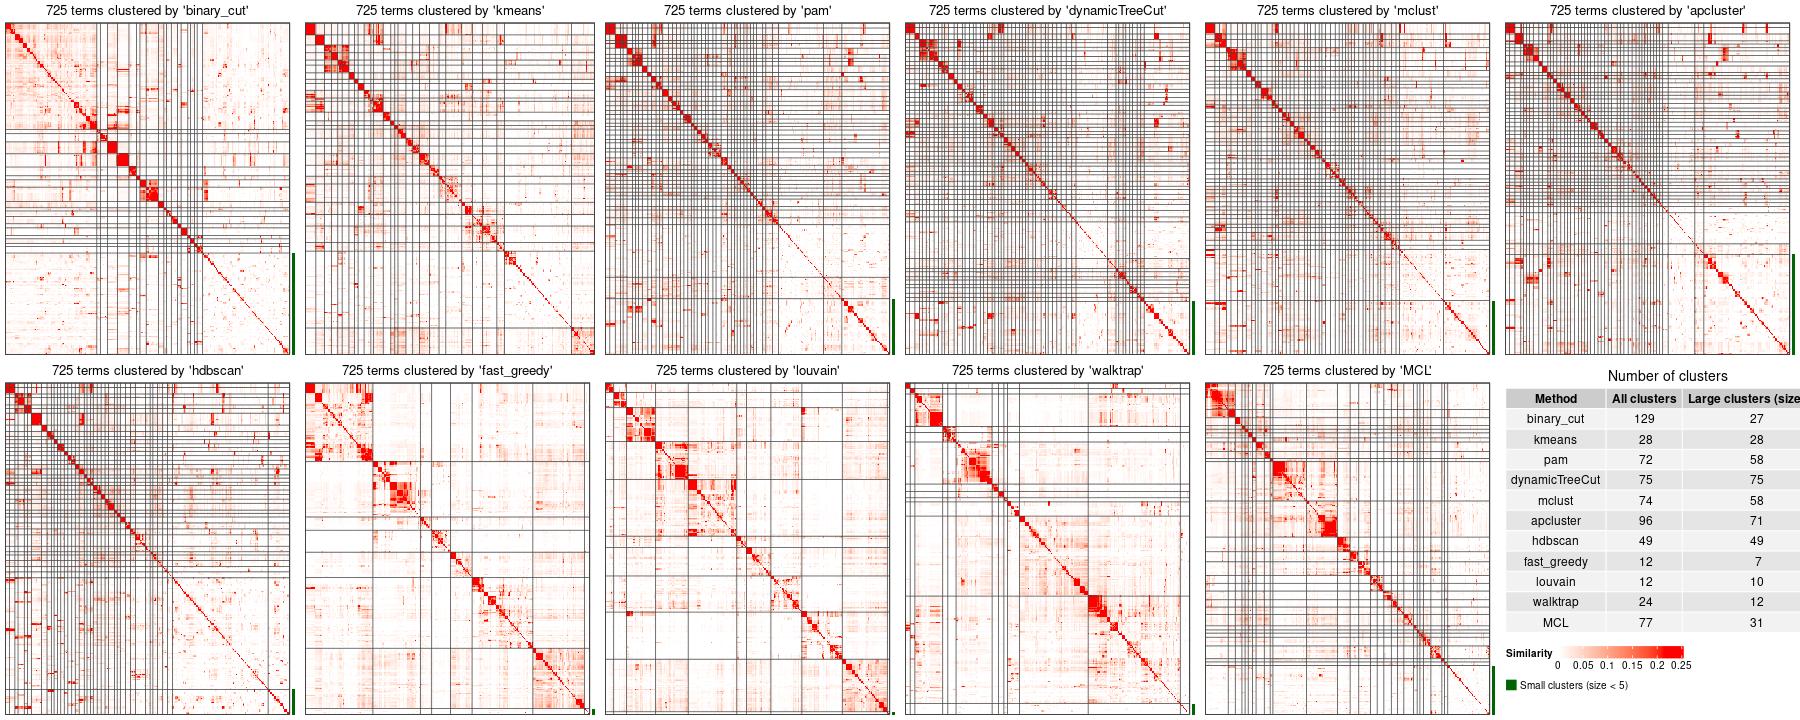 725 terms clustered by 'binary_cut'
725 terms clustered by 'kmeans'
725 terms clustered by 'pam'
725 terms clustered by 'dynamicTreeCut'
725 terms clustered by 'mclust'
725 terms clustered by 'apcluster'
725 terms clustered by 'hdbscan'
725 terms clustered by 'fast_greedy'
725 terms clustered by 'louvain'
725 terms clustered by 'walktrap'
725 terms clustered by 'MCL'
Number of clusters
Method All clusters Large clusters (size
binary_cut 129 27
kmeans 28 28
pam 72 58
dynamicTreeCut 75 75
mclust 74 58
apcluster 96 71
hdbscan 49 49
fast_greedy 12 7
louvain 12 10
walktrap 24 12
MCL 77 31
Similarity
0 0.05 0.1 0.15 0.2 0.25
Small clusters (size < 5)